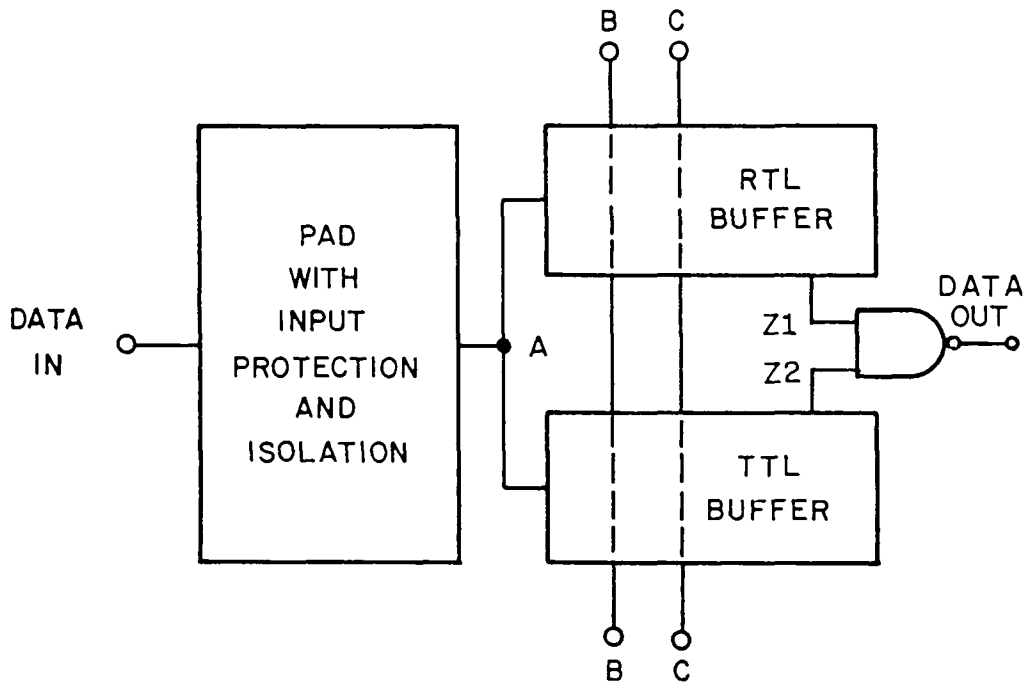 B C
RTL
BUFFER
PAD
WITH
INPUT
PROTECTION
AND
ISOLATION
DATA
IN
A
Z1
Z2
DATA
OUT
TTL
BUFFER
B C